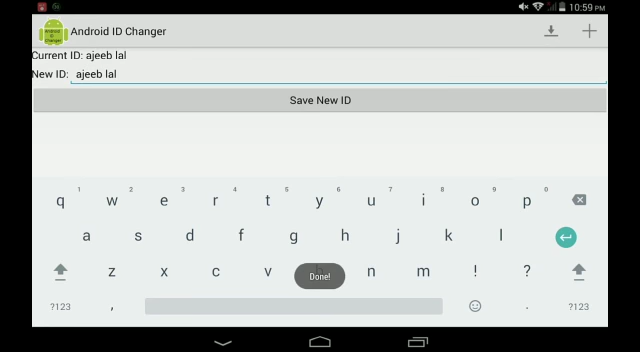 10:59 PM
Android ID Changer
Current ID: ajeeb lal
New ID: ajeeb lal
Save New ID
1 2 3 4 5 6 7 8 9 0
q w e r t y u i o p
a s d f g h j k l
z x c v n m ! ?
Done!
?123 , . ?123